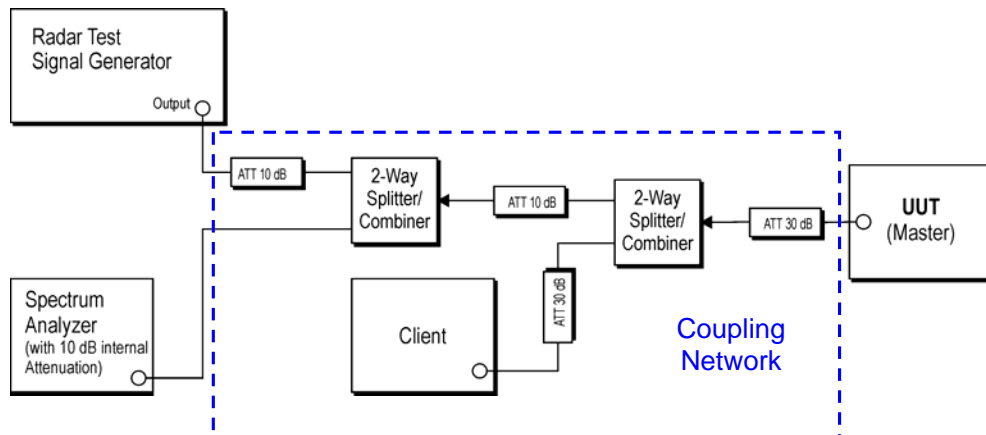 Radar Test
Signal Generator
Output
ATT 10 dB
2-Way
Splitter/
Combiner
ATT 10 dB
2-Way
Splitter/
Combiner
ATT 30 dB
UUT
(Master)
Spectrum
Analyzer
(with 10 dB internal
Attenuation)
Client
ATT 30 dB
Coupling
Network